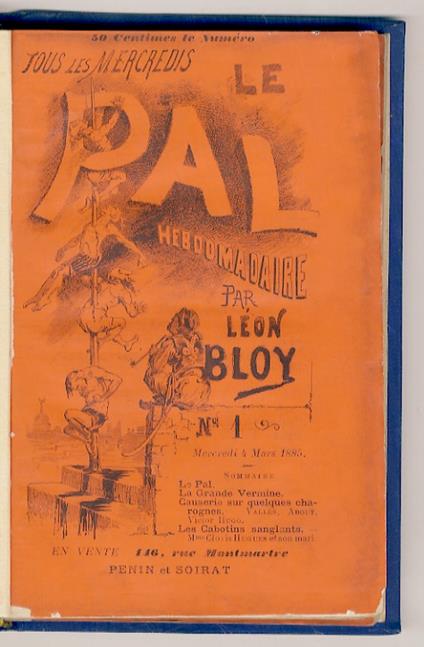 50 Centimes le Numéro
TOUS LES MERCREDIS
LE
PAL
HEBDOMADAIRE
PAR
LÉON
BLOY
No 1
Mercredi 4 Mars 1885.
SOMMAIRE
Le Pal.
La Grande Vermine.
Causerie sur quelques cha-
rognes. VALLÈS, ABOUT,
VICTOR HUGO.
Les Cabotins sanglants. —
Mme CLOVIS HUGUES et son mari
EN VENTE 146, rue Montmartre
PENIN et SOIRAT